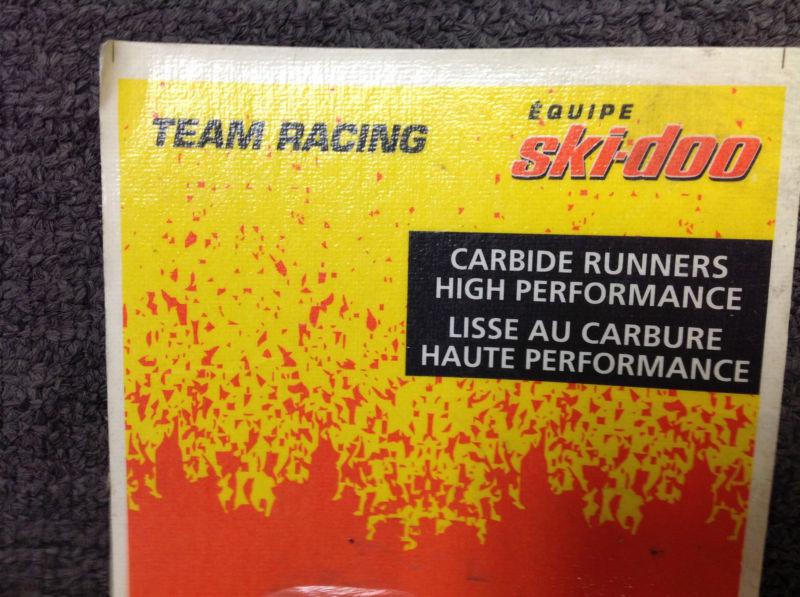 TEAM RACING
ÉQUIPE
ski-doo
CARBIDE RUNNERS
HIGH PERFORMANCE
LISSE AU CARBURE
HAUTE PERFORMANCE